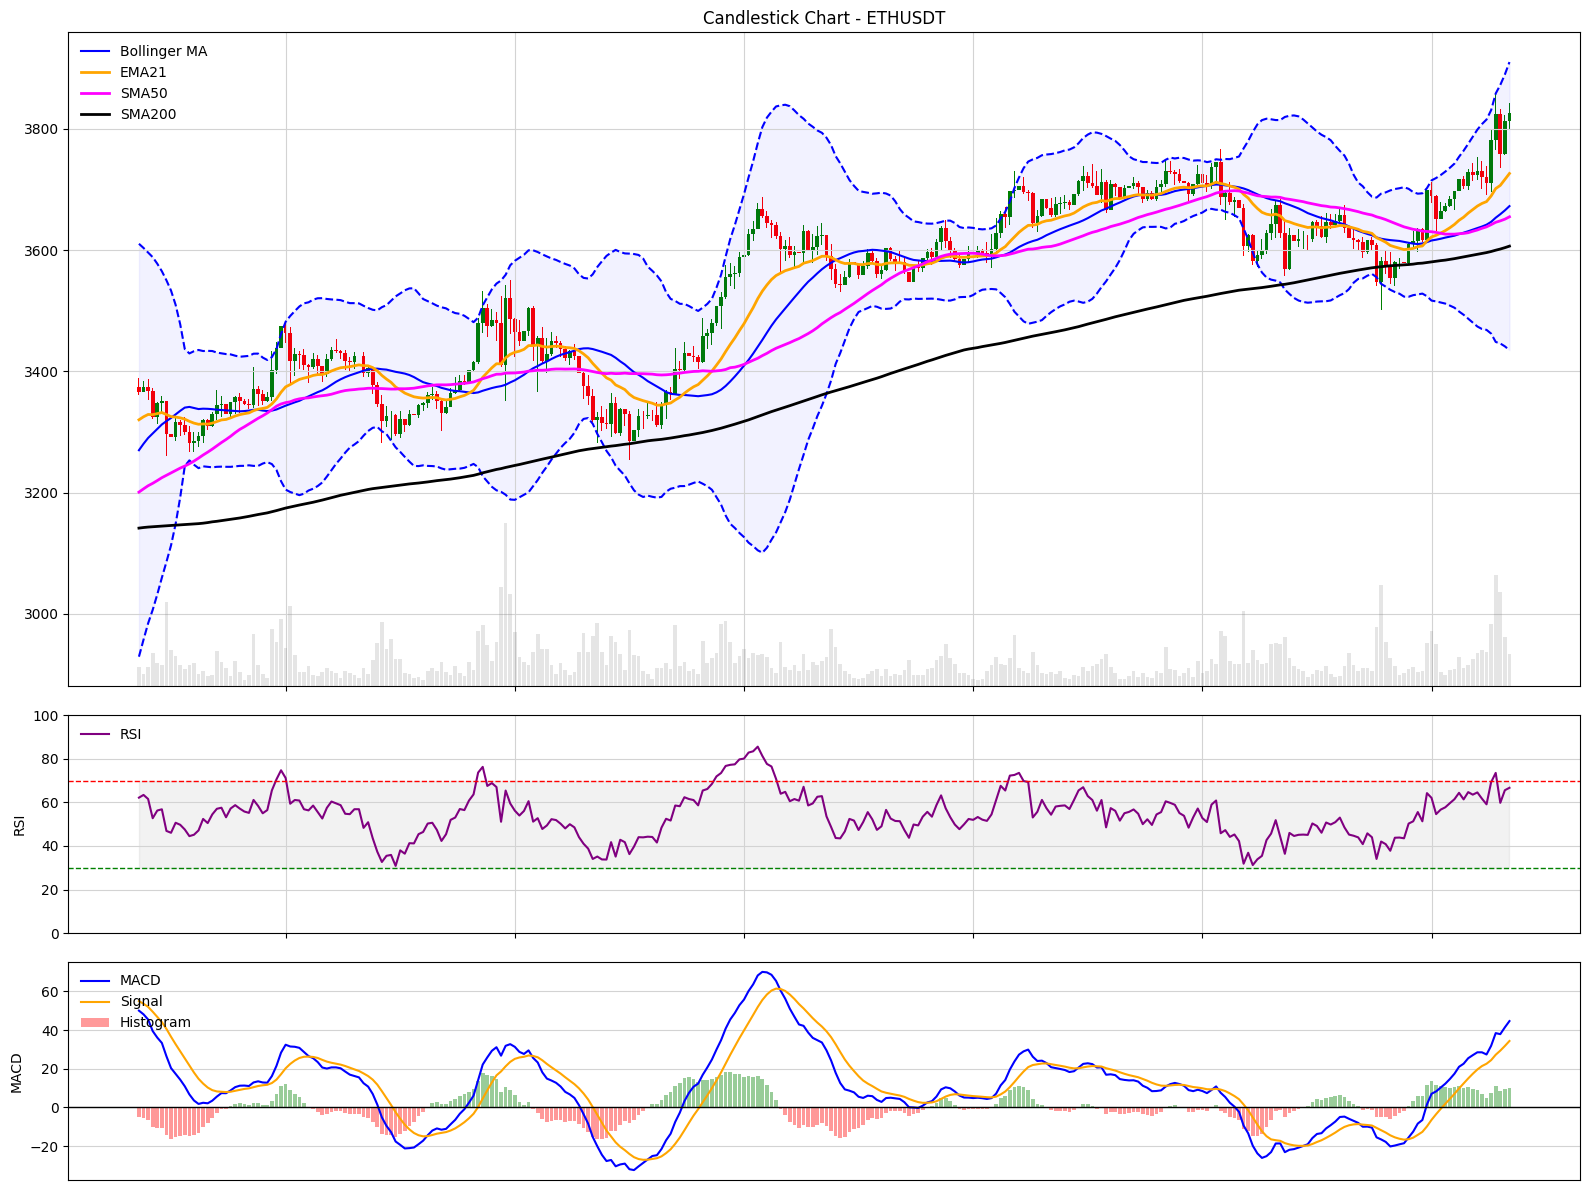 Candlestick Chart - ETHUSDT
Bollinger MA
EMA21
SMA50
SMA200
3800
3600
3400
3200
3000
RSI
100
80
60
40
20
0
RSI
MACD
Signal
Histogram
60
40
20
0
−20
MACD